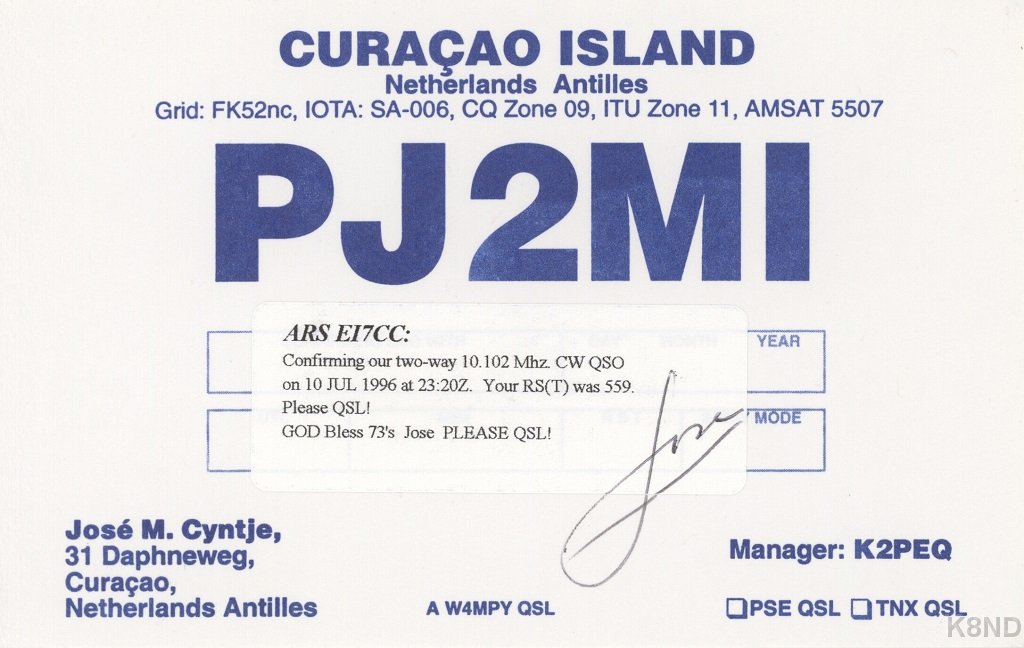 CURAÇAO ISLAND
Netherlands Antilles
Grid: FK52nc, IOTA: SA-006, CQ Zone 09, ITU Zone 11, AMSAT 5507
PJ2MI
ARS EI7CC:
Confirming our two-way 10.102 Mhz. CW QSO
on 10 JUL 1996 at 23:20Z. Your RS(T) was 559.
Please QSL!
GOD Bless 73's Jose PLEASE QSL!
YEAR
MODE
Jose
José M. Cyntje,
31 Daphneweg,
Curaçao,
Netherlands Antilles
Manager: K2PEQ
A W4MPY QSL
PSE QSL TNX QSL
K8ND